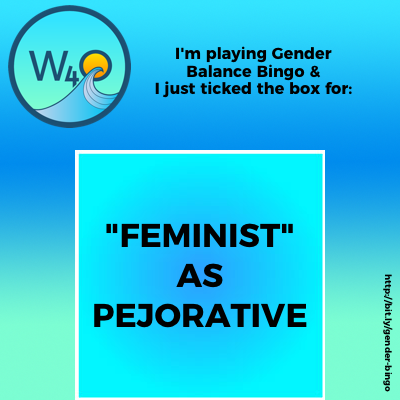 W4O
I'm playing Gender
Balance Bingo &
I just ticked the box for:
"FEMINIST"
AS
PEJORATIVE
http://bit.ly/gender-bingo